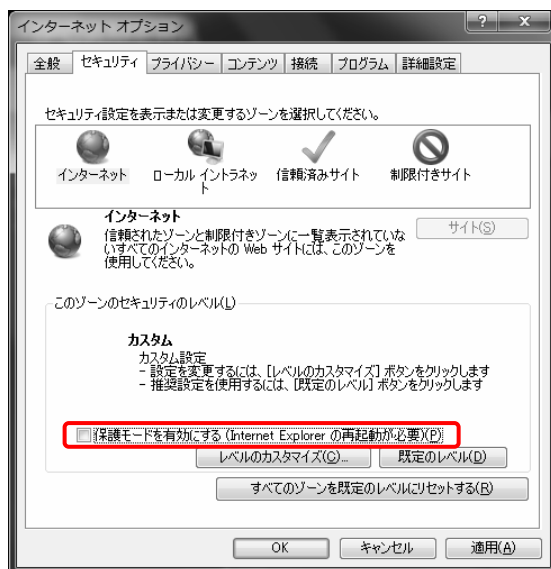 インターネット オプション
全般 セキュリティ プライバシー コンテンツ 接続 プログラム 詳細設定
セキュリティ設定を表示または変更するゾーンを選択してください。
インターネット ローカル イントラネッ 信頼済みサイト 制限付きサイト
ト
インターネット
サイト(S)
信頼されたゾーンと制限付きゾーンに一覧表示されていな
いすべてのインターネットの Web サイトには、このゾーンを
使用してください。
このゾーンのセキュリティのレベル(L)
カスタム
カスタム設定
- 設定を変更するには、[レベルのカスタマイズ] ボタンをクリックします
- 推奨設定を使用するには、[既定のレベル] ボタンをクリックします
保護モードを有効にする (Internet Explorer の再起動が必要)(P)
レベルのカスタマイズ(C)... 既定のレベル(D)
すべてのゾーンを既定のレベルにリセットする(R)
OK キャンセル 適用(A)